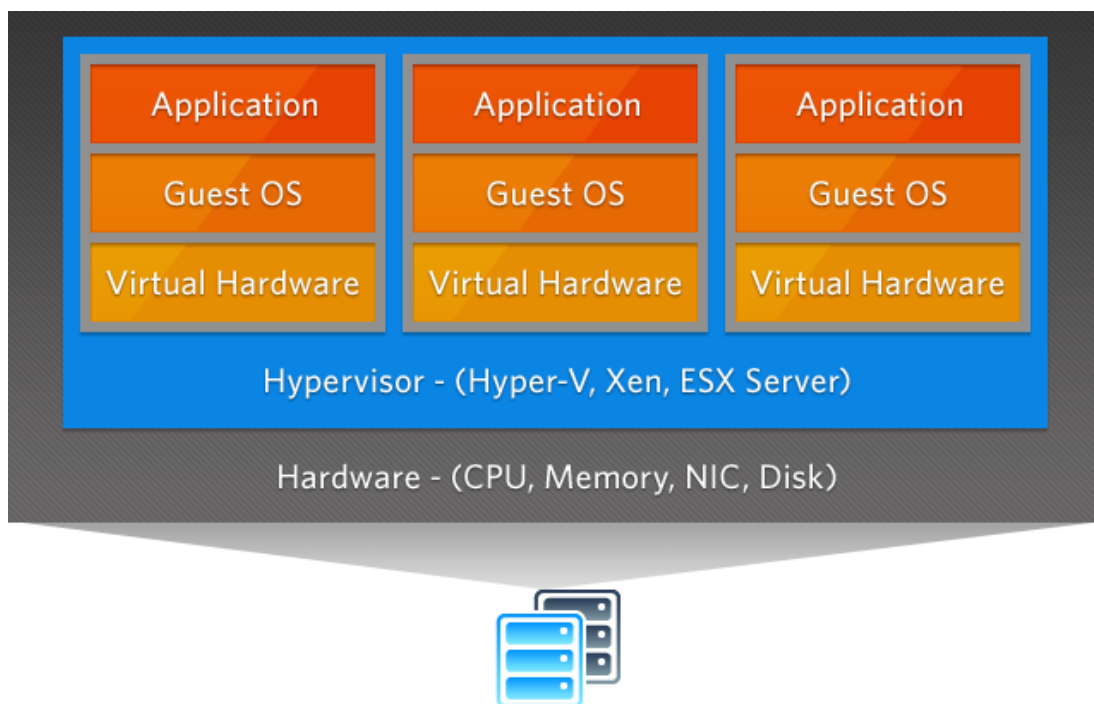 Application Application Application
Guest OS Guest OS Guest OS
Virtual Hardware Virtual Hardware Virtual Hardware
Hypervisor - (Hyper-V, Xen, ESX Server)
Hardware - (CPU, Memory, NIC, Disk)